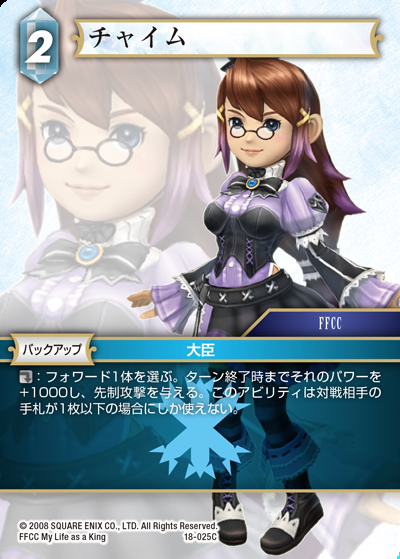 2
チャイム
FFCC
バックアップ
大臣
：フォワード1体を選ぶ。ターン終了時までそれのパワーを
+1000し、先制攻撃を与える。このアビリティは対戦相手の
手札が1枚以下の場合にしか使えない。
© 2008 SQUARE ENIX CO., LTD. All Rights Reserved.
FFCC My Life as a King
18-025C